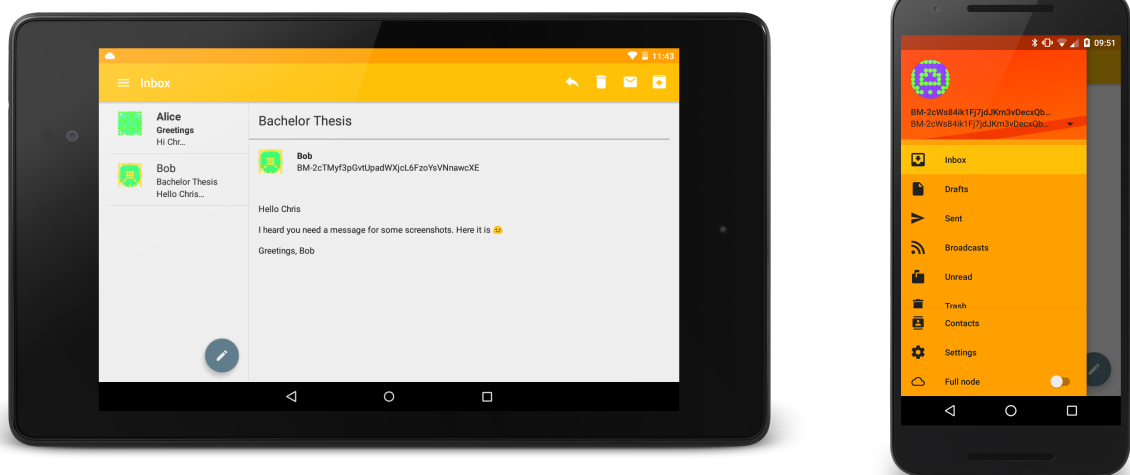 11:43
Inbox
Alice
Greetings
Hi Chr...
Bob
Bachelor Thesis
Hello Chris...
Bachelor Thesis
Bob
BM-2cTMyf3pGvtUpadWXjcL6FzoYsVNnawcXE
Hello Chris
I heard you need a message for some screenshots. Here it is 😉
Greetings, Bob
09:51
BM-2cWs84ik1Fj7jdJKrn3vDecxQb...
BM-2cWs84ik1Fj7jdJKrn3vDecxQb...
Inbox
Drafts
Sent
Broadcasts
Unread
Trash
Contacts
Settings
Full node